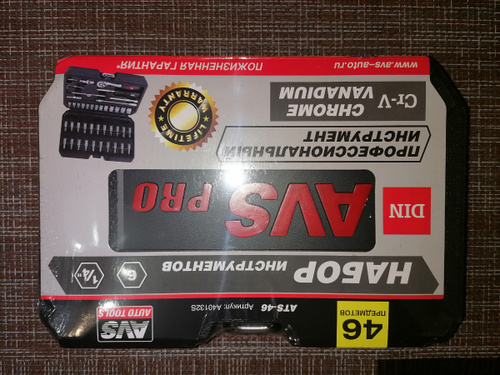 46
ПРЕДМЕТОВ
ATS-46
Артикул: A40132S
AVS
AUTO TOOLS
НАБОР ИНСТРУМЕНТОВ
6
1/4"
DIN
AVS PRO
ПРОФЕССИОНАЛЬНЫЙ
ИНСТРУМЕНТ
LIFETIME
WARRANTY
Cr-V
CHROME
VANADIUM
www.avs-auto.ru
ПОЖИЗНЕННАЯ ГАРАНТИЯ*